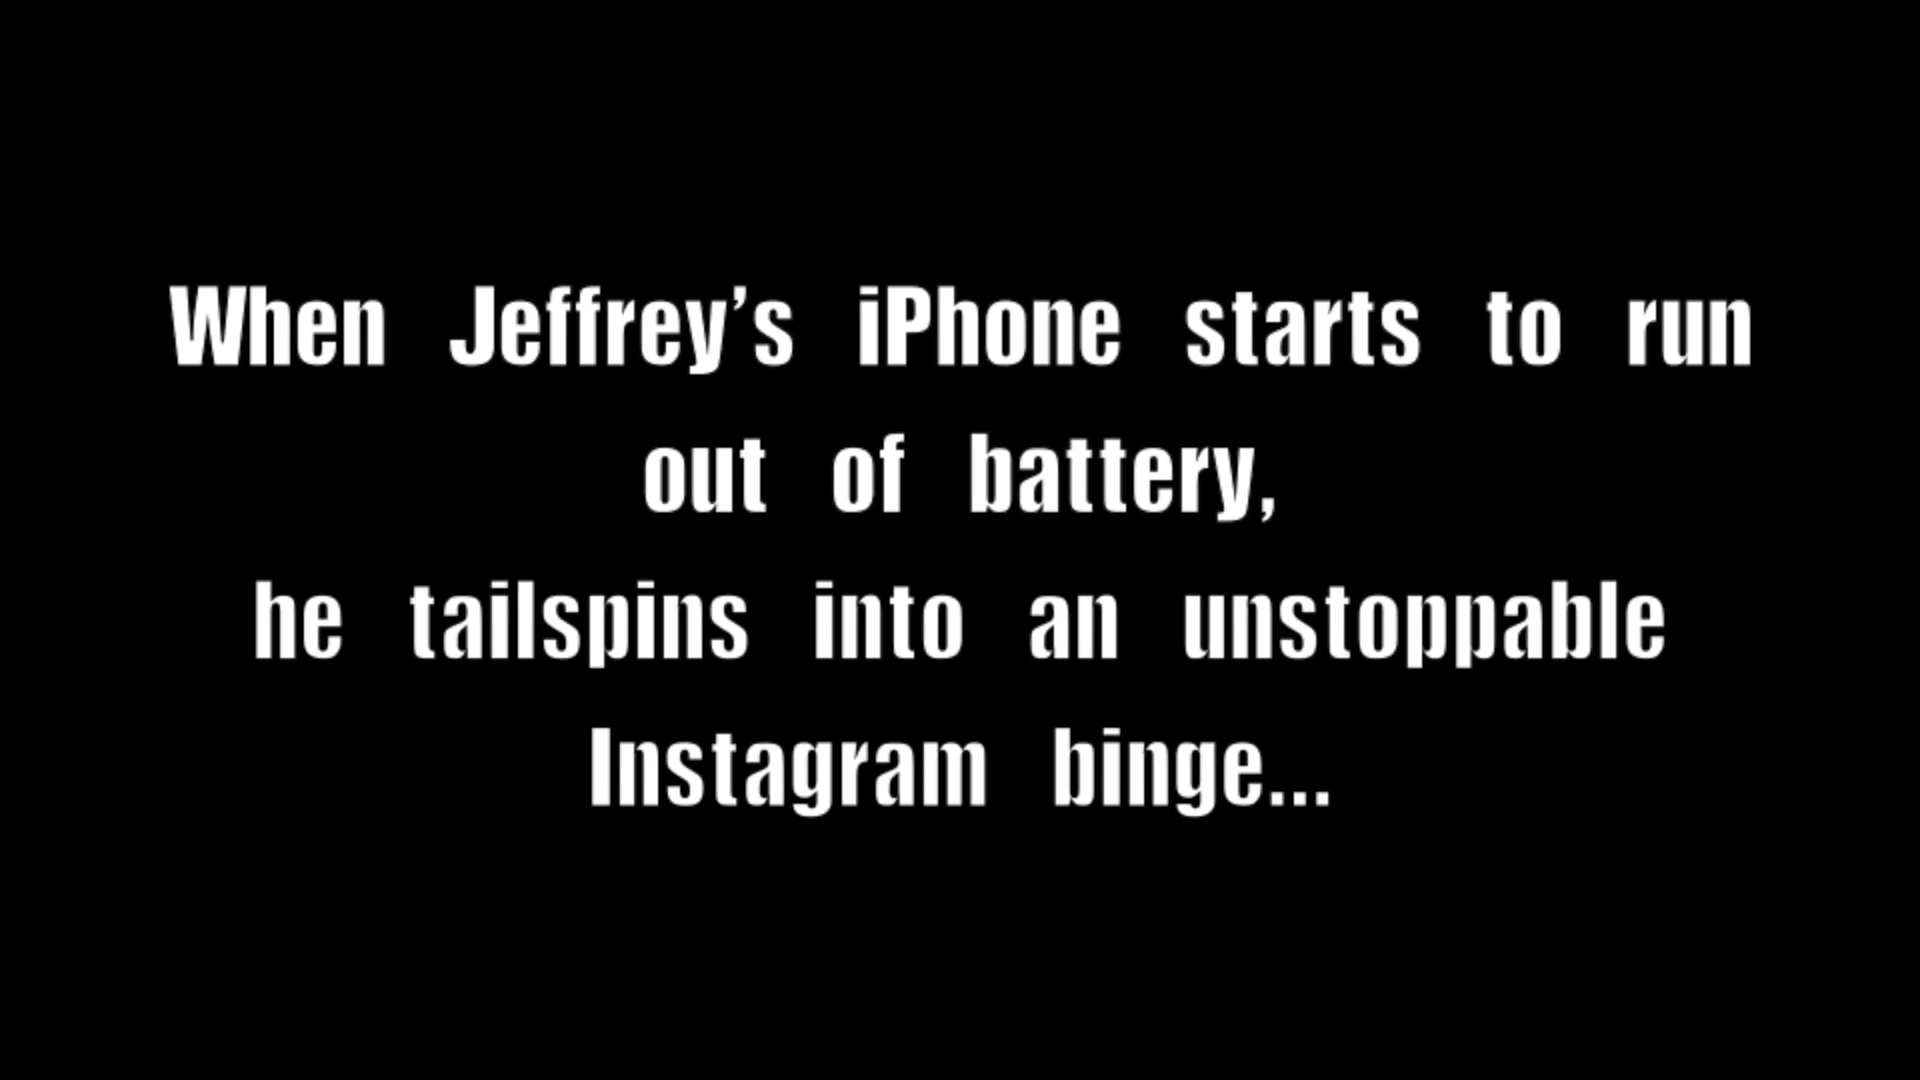 When Jeffrey’s iPhone starts to run
out of battery,
he tailspins into an unstoppable
Instagram binge...